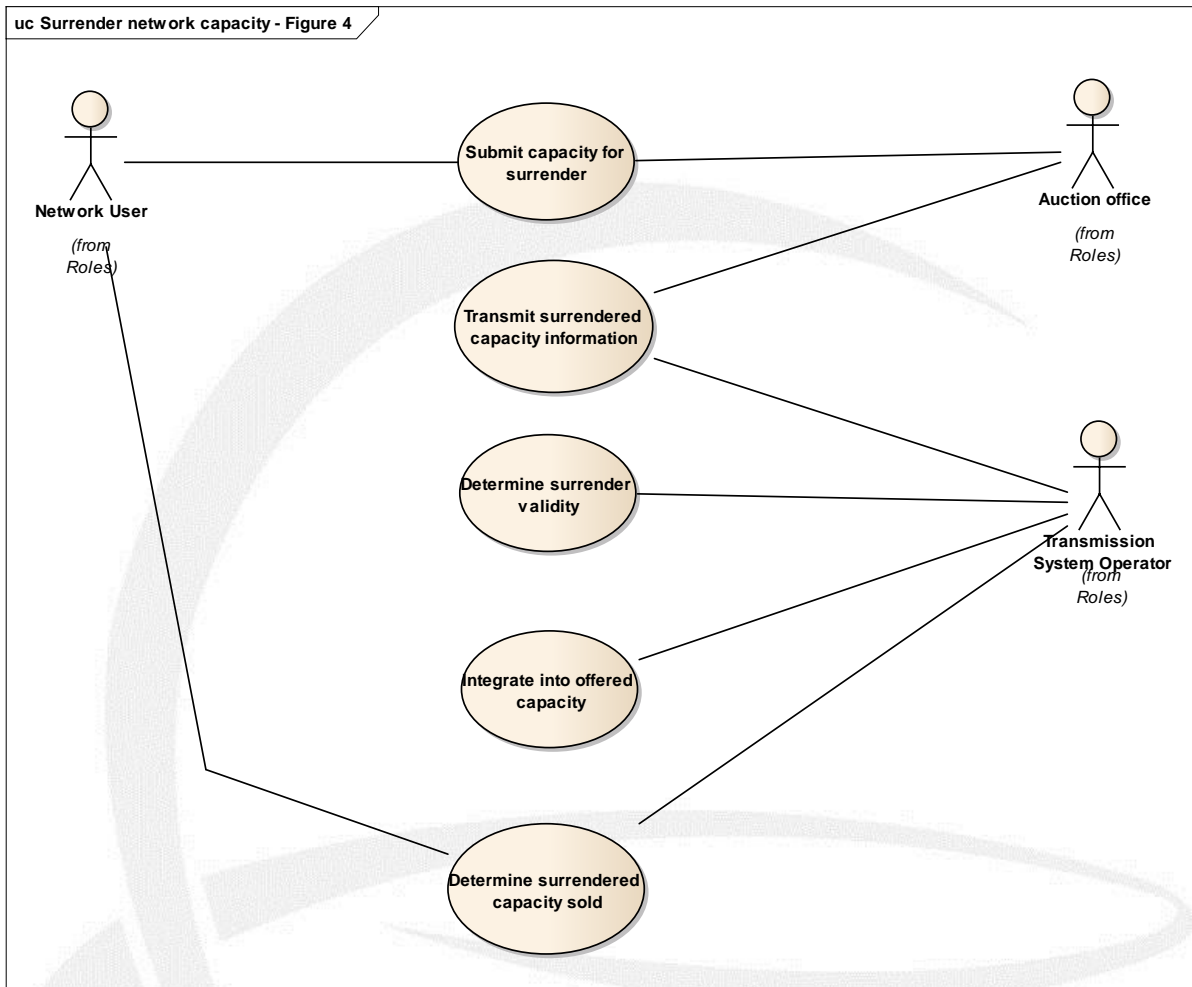 uc Surrender network capacity - Figure 4
Network User
(from
Roles)
Submit capacity for
surrender
Auction office
(from
Roles)
Transmit surrendered
capacity information
Determine surrender
validity
Transmission
System Operator
(from
Roles)
Integrate into offered
capacity
Determine surrendered
capacity sold